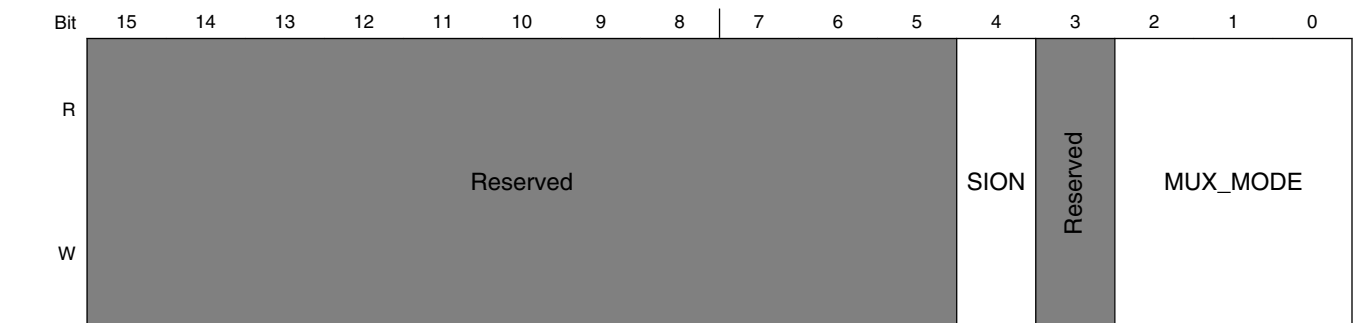 Bit 15 14 13 12 11 10 9 8 7 6 5 4 3 2 1 0
R
Reserved SION Reserved MUX_MODE
W